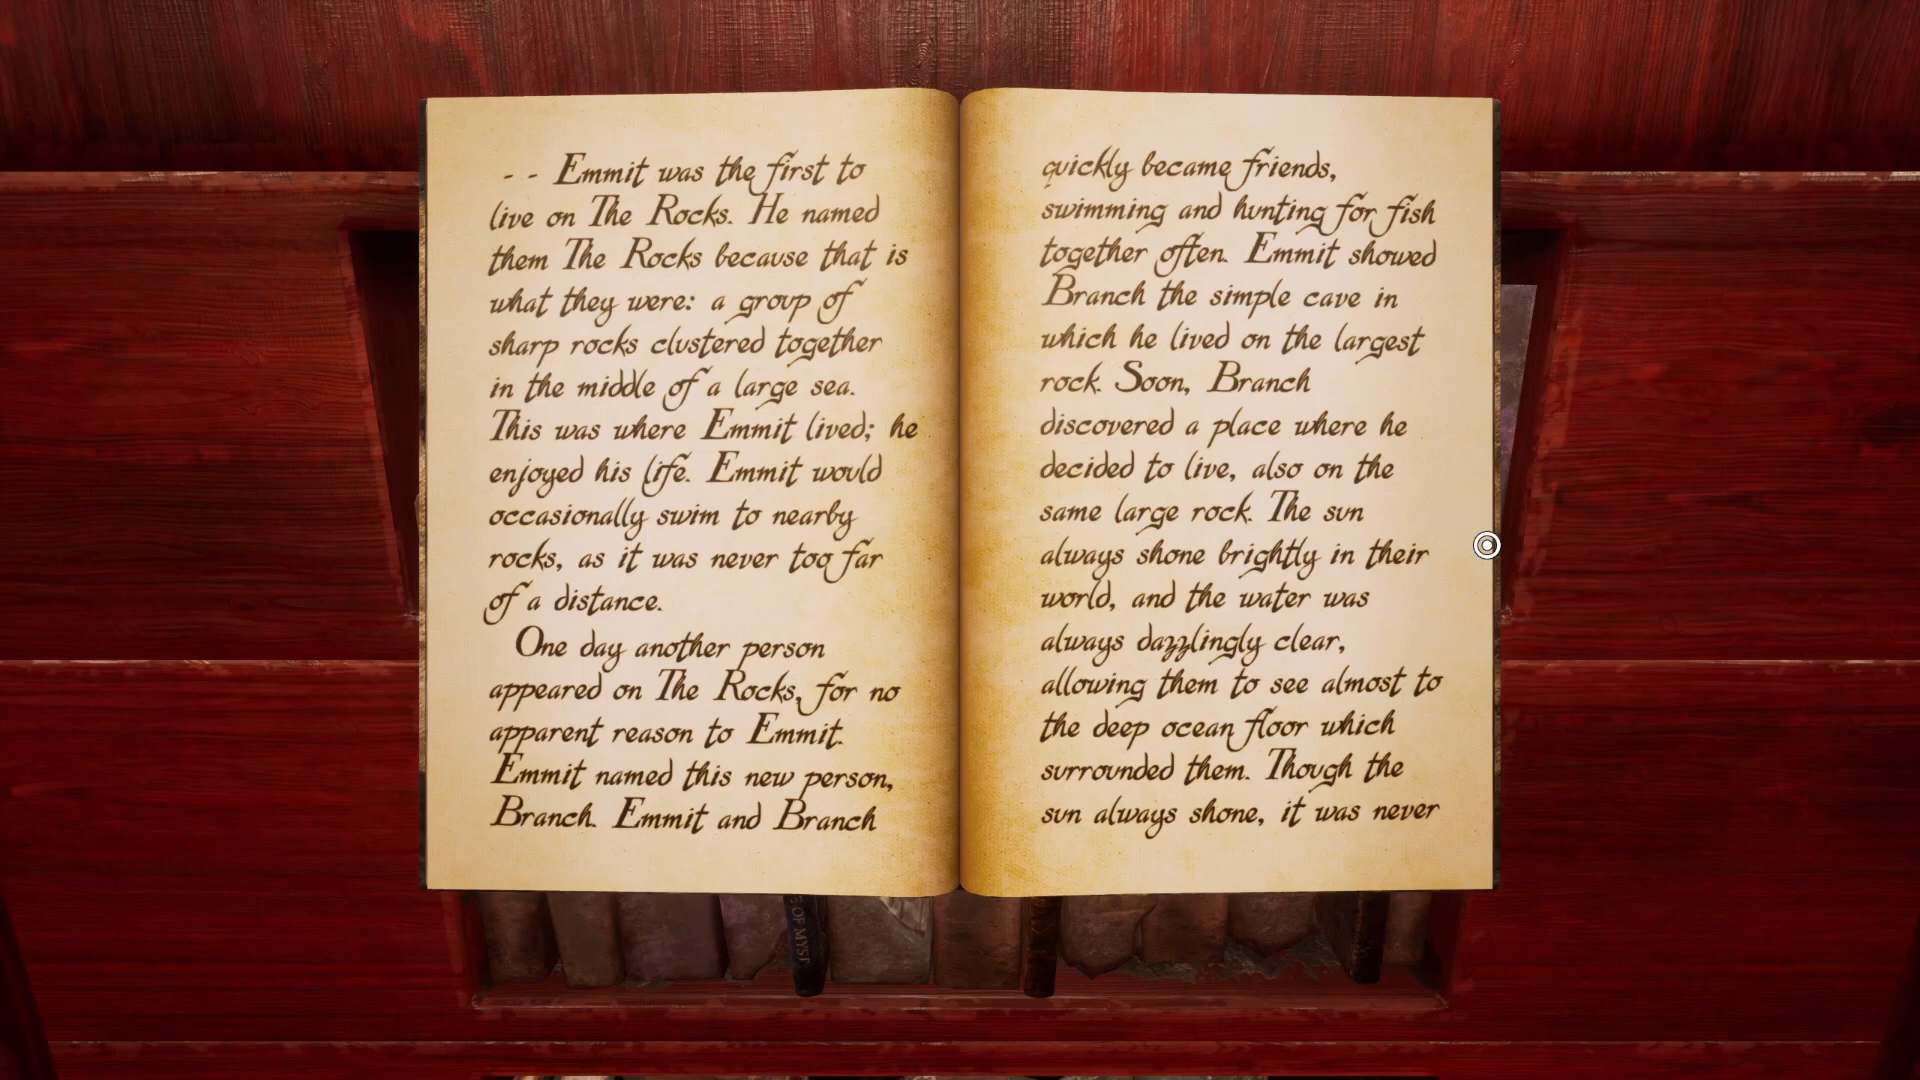 -- Emmit was the first to
live on The Rocks. He named
them The Rocks because that is
what they were: a group of
sharp rocks clustered together
in the middle of a large sea.
This was where Emmit lived; he
enjoyed his life. Emmit would
occasionally swim to nearby
rocks, as it was never too far
of a distance.
One day another person
appeared on The Rocks, for no
apparent reason to Emmit.
Emmit named this new person,
Branch. Emmit and Branch
quickly became friends,
swimming and hunting for fish
together often. Emmit showed
Branch the simple cave in
which he lived on the largest
rock. Soon, Branch
discovered a place where he
decided to live, also on the
same large rock. The sun
always shone brightly in their
world, and the water was
always dazzlingly clear,
allowing them to see almost to
the deep ocean floor which
surrounded them. Though the
sun always shone, it was never
OF MYST